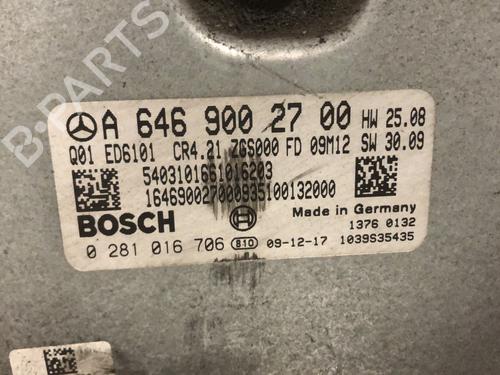 A 646 900 27 00 HW 25.08
Q01 ED6101 CR4.21 ZGS000 FD 09M12 SW 30.09
5403101661016203
164690027000935100132000
BOSCH
Made in Germany
1376 0132
0 281 016 706 810 09-12-17 1039S35435
B-PARTS